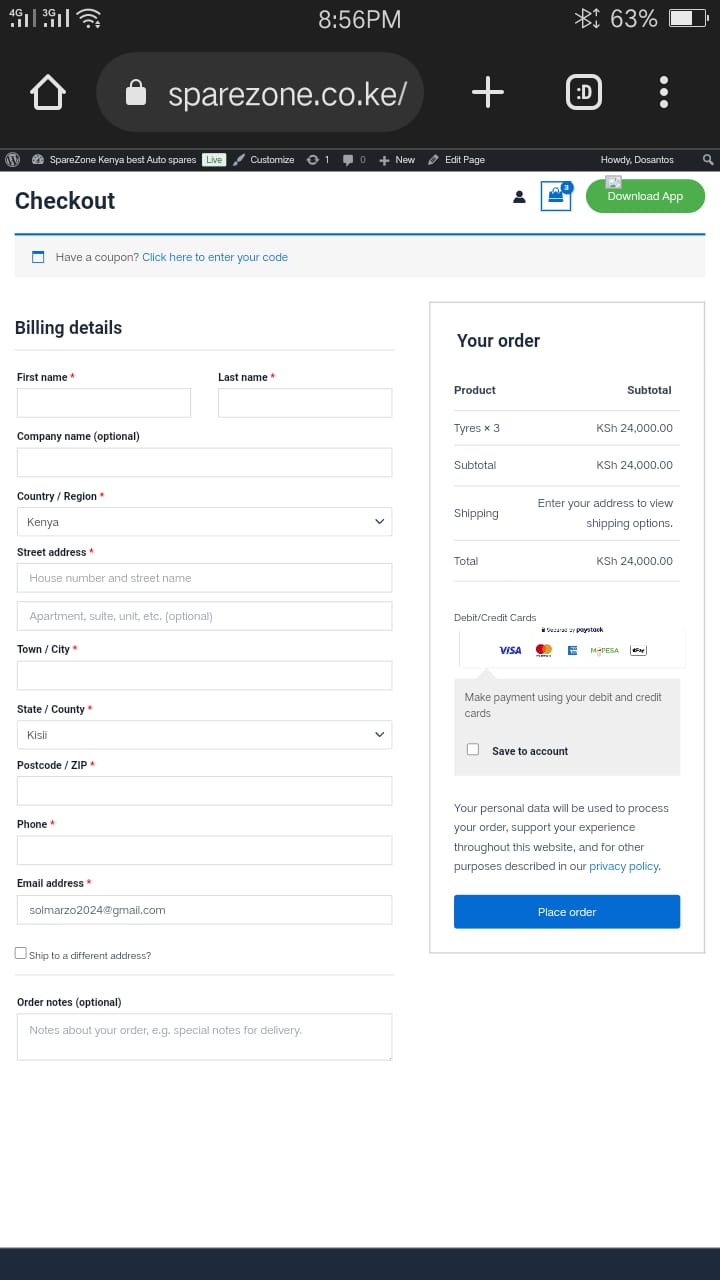 4G 3G 8:56PM 63%
sparezone.co.ke/ :D
SpareZone Kenya best Auto spares Live Customize 1 0 New Edit Page Howdy, Dosantos
Checkout 3 Download App
Have a coupon? Click here to enter your code
Billing details
First name * Last name *
Company name (optional)
Country / Region *
Kenya
Street address *
House number and street name
Apartment, suite, unit, etc. (optional)
Town / City *
State / County *
Kisii
Postcode / ZIP *
Phone *
Email address *
solmarzo2024@gmail.com
Ship to a different address?
Order notes (optional)
Notes about your order, e.g. special notes for delivery.
Your order
Product Subtotal
Tyres × 3 KSh 24,000.00
Subtotal KSh 24,000.00
Shipping Enter your address to view
shipping options.
Total KSh 24,000.00
Debit/Credit Cards
Secured by paystack
VISA M-PESA Pay
Make payment using your debit and credit
cards
Save to account
Your personal data will be used to process
your order, support your experience
throughout this website, and for other
purposes described in our privacy policy.
Place order